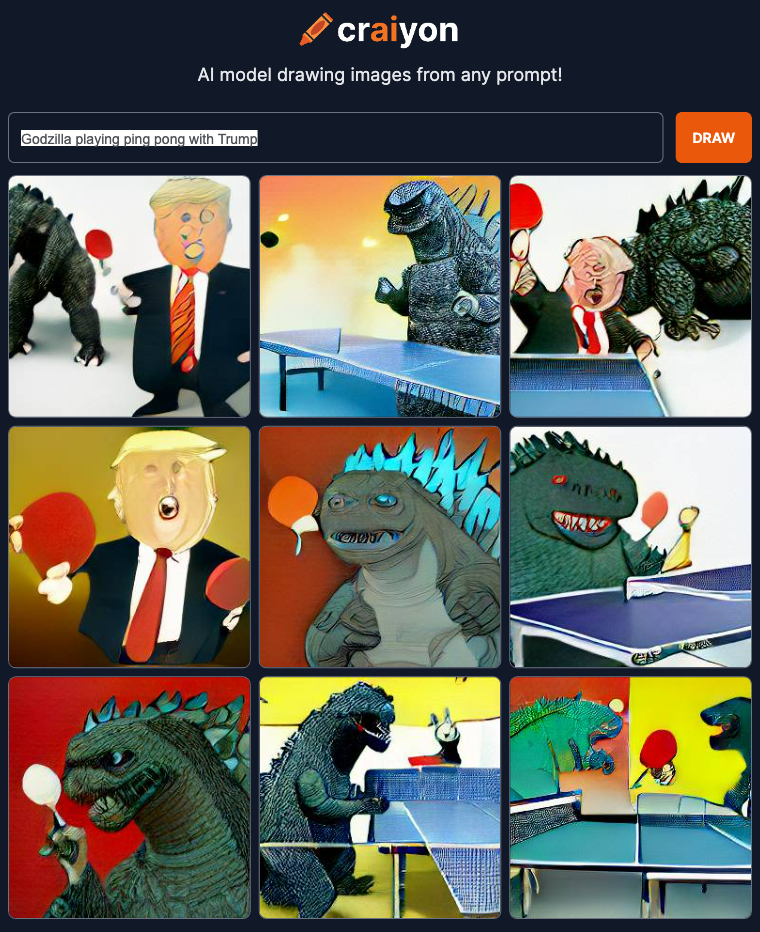 craiyon
AI model drawing images from any prompt!
Godzilla playing ping pong with Trump
DRAW